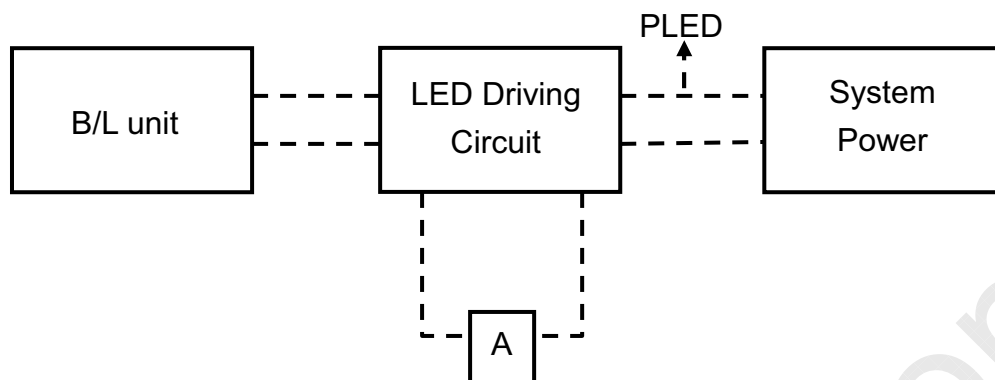 PLED
B/L unit
LED Driving
Circuit
System
Power
A